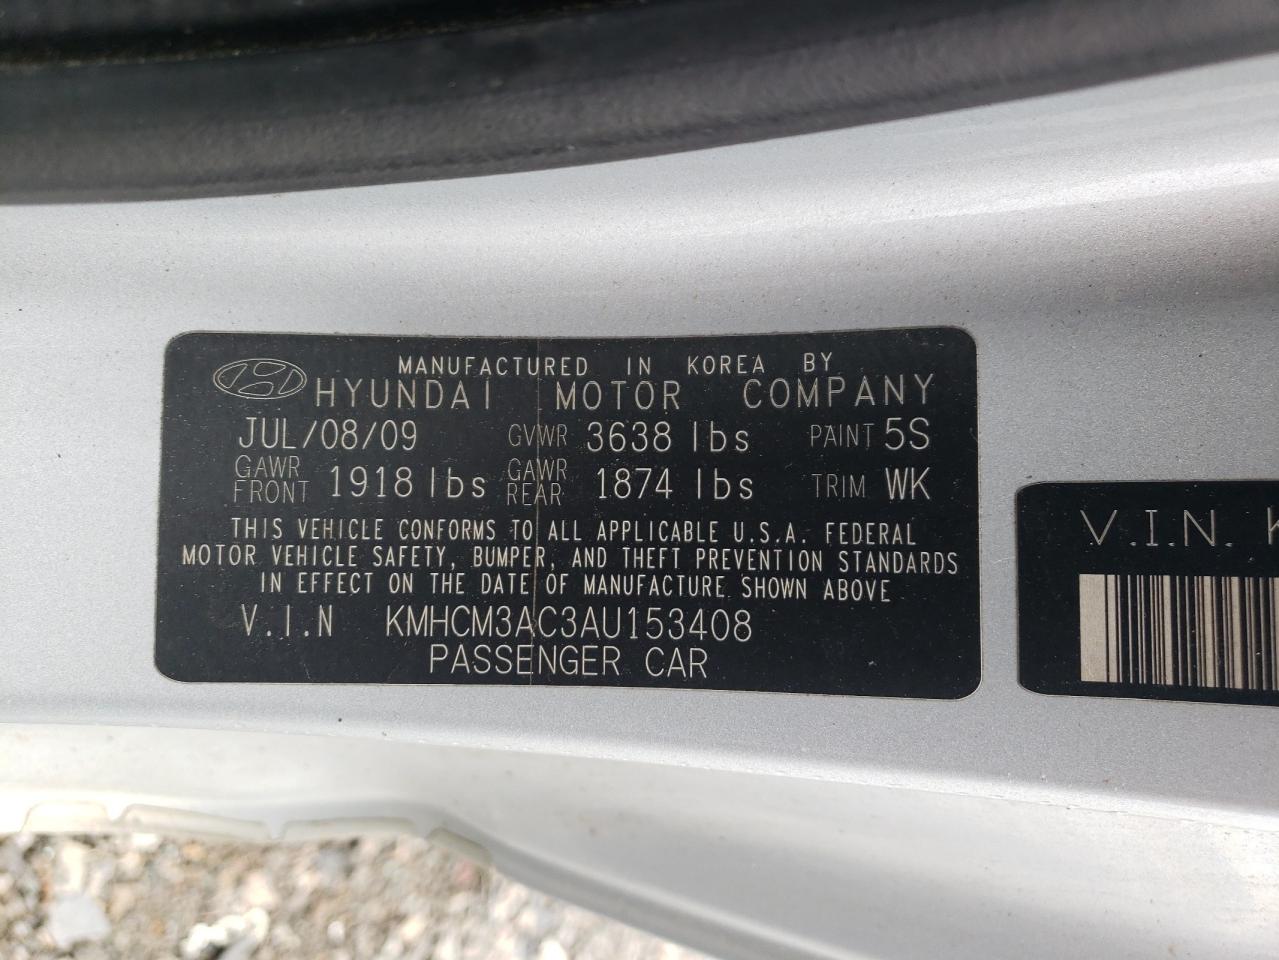 MANUFACTURED IN KOREA BY
HYUNDAI MOTOR COMPANY
JUL/08/09 GVWR 3638 lbs PAINT 5S
GAWR FRONT 1918 lbs GAWR REAR 1874 lbs TRIM WK
THIS VEHICLE CONFORMS TO ALL APPLICABLE U.S.A. FEDERAL
MOTOR VEHICLE SAFETY, BUMPER, AND THEFT PREVENTION STANDARDS
IN EFFECT ON THE DATE OF MANUFACTURE SHOWN ABOVE
V.I.N KMHCM3AC3AU153408
PASSENGER CAR
V.I.N. K